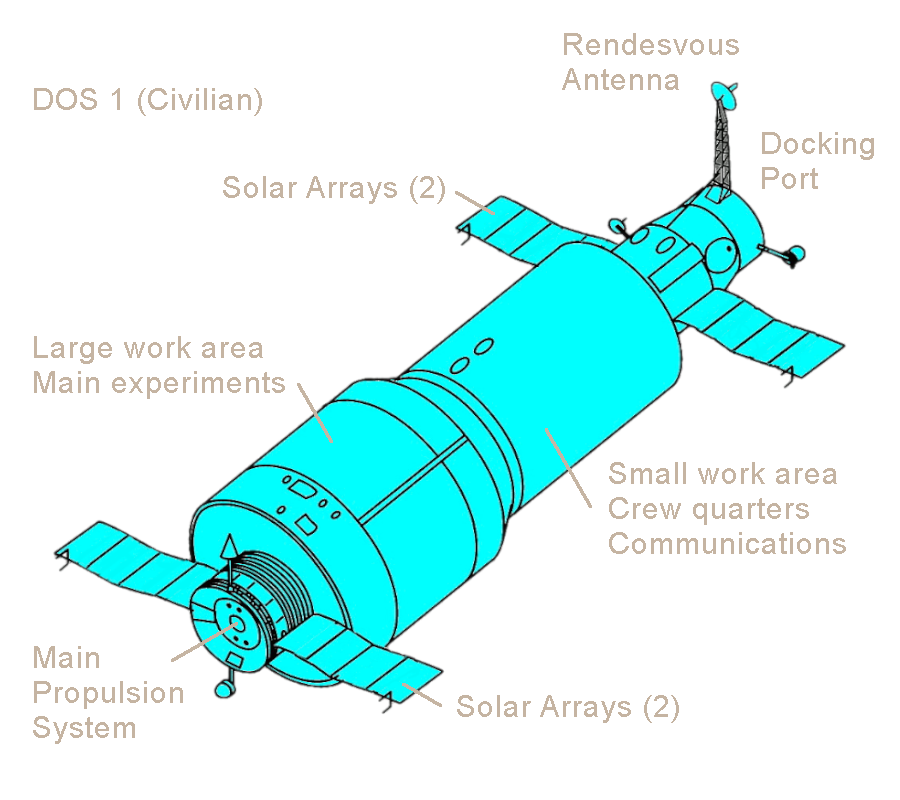 Rendesvous
Antenna
DOS 1 (Civilian)
Docking
Port
Solar Arrays (2)
Large work area
Main experiments
Small work area
Crew quarters
Communications
Main
Propulsion
System
Solar Arrays (2)